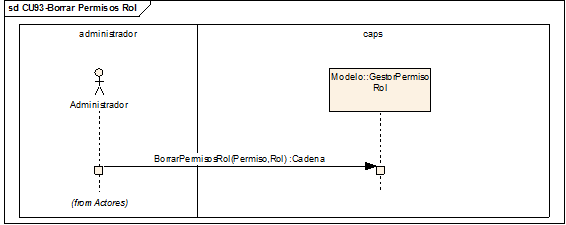 sd CU93-Borrar Permisos Rol
administrador
caps
Modelo::GestorPermiso
Rol
Administrador
BorrarPermisosRol(Permiso,Rol) :Cadena
(from Actores)